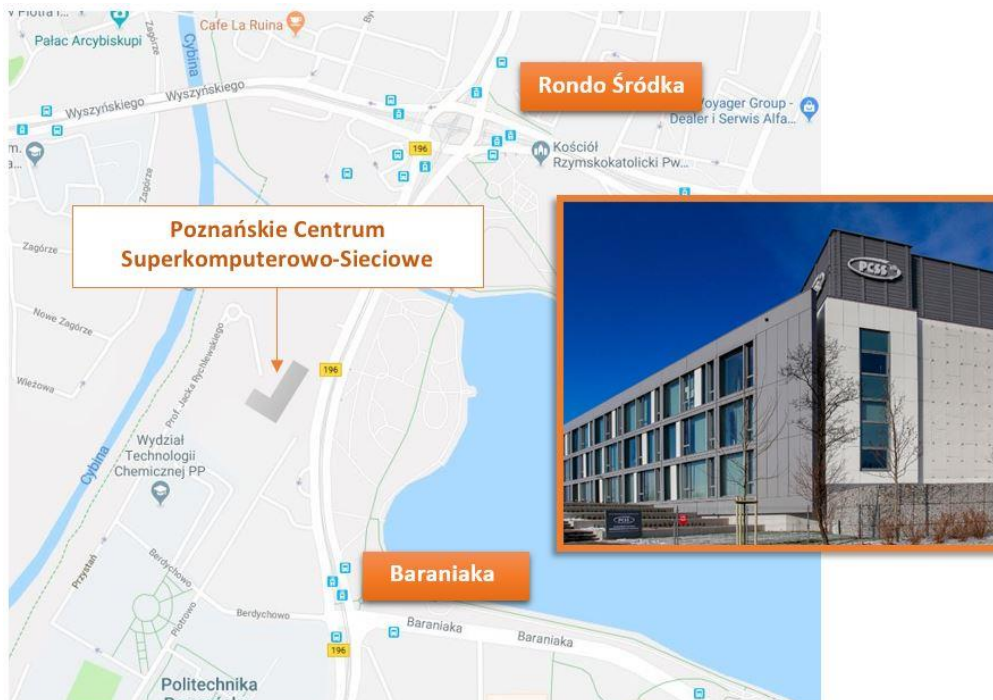 Pałac Arcybiskupi
Zagórze
Cybina
Cafe La Ruina
Wyszyńskiego
Wyszyńskiego
Rondo Śródka
Voyager Group -
Dealer i Serwis Alfa...
196
Kościół
Rzymskokatolicki Pw...
Zagórze
Poznańskie Centrum
Superkomputerowo-Sieciowe
Zagórze
PCSS
Nowe Zagórze
Wieżowa
Prof. Jacka Rychlewskiego
196
Wydział
Technologii
Chemicznej PP
Cybina
PCSS
Przystań
Berdychowo
Baraniaka
Piotrowo
Berdychowo
Baraniaka
Baraniaka
196
Politechnika